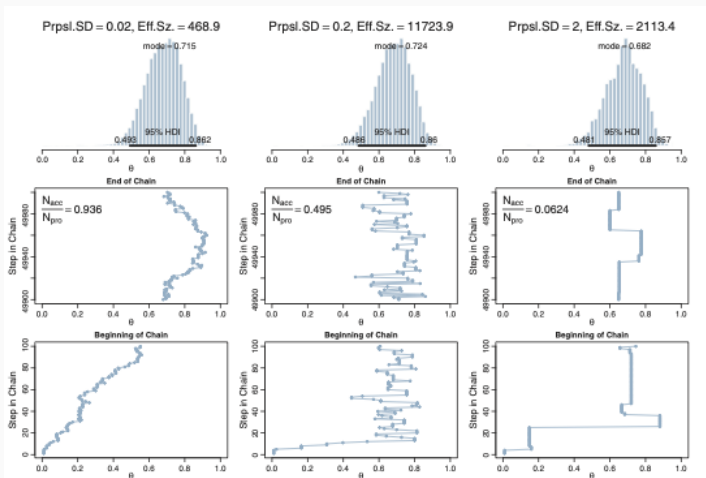 Prpsl.SD = 0.02, Eff.Sz. = 468.9
mode = 0.715
95% HDI
0.493 0.862
0.0 0.2 0.4 0.6 0.8 1.0
θ
End of Chain
Nacc
Npro
= 0.936
Step in Chain
49900 49940 49980
0.0 0.2 0.4 0.6 0.8 1.0
θ
Beginning of Chain
Step in Chain
0 20 40 60 80 100
0.0 0.2 0.4 0.6 0.8 1.0
θ
Prpsl.SD = 0.2, Eff.Sz. = 11723.9
mode = 0.724
95% HDI
0.486 0.86
0.0 0.2 0.4 0.6 0.8 1.0
θ
End of Chain
Nacc
Npro
= 0.495
Step in Chain
49900 49940 49980
0.0 0.2 0.4 0.6 0.8 1.0
θ
Beginning of Chain
Step in Chain
0 20 40 60 80 100
0.0 0.2 0.4 0.6 0.8 1.0
θ
Prpsl.SD = 2, Eff.Sz. = 2113.4
mode = 0.682
95% HDI
0.481 0.857
0.0 0.2 0.4 0.6 0.8 1.0
θ
End of Chain
Nacc
Npro
= 0.0624
Step in Chain
49900 49940 49980
0.0 0.2 0.4 0.6 0.8 1.0
θ
Beginning of Chain
Step in Chain
0 20 40 60 80 100
0.0 0.2 0.4 0.6 0.8 1.0
θ